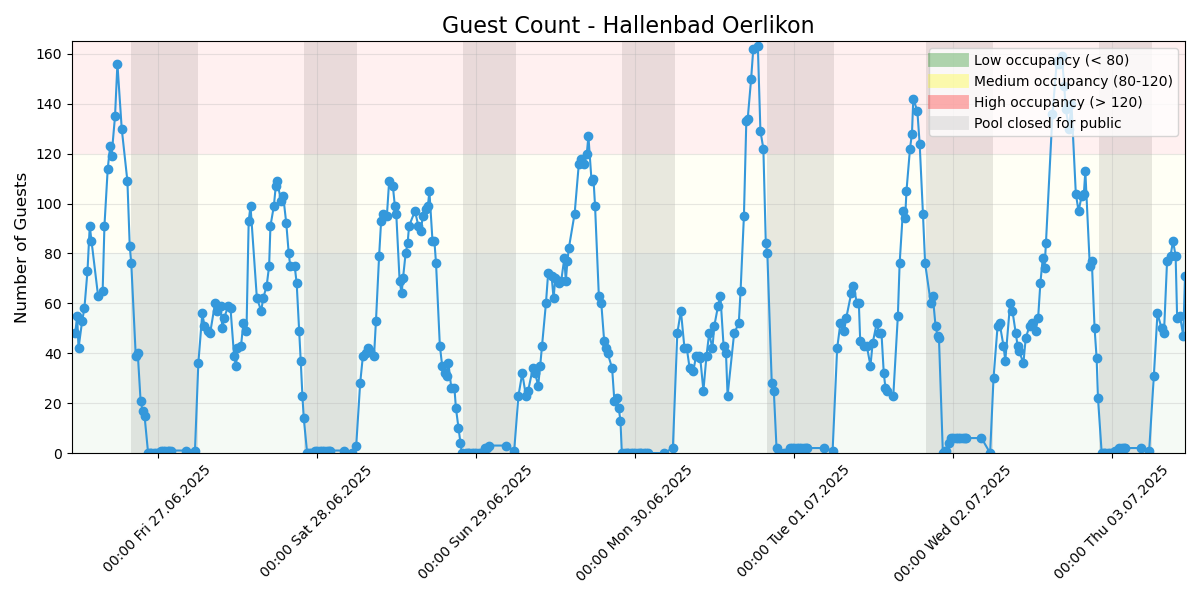 Guest Count - Hallenbad Oerlikon
Number of Guests
160
140
120
100
80
60
40
20
0
Low occupancy (< 80)
Medium occupancy (80-120)
High occupancy (> 120)
Pool closed for public
00:00 Fri 27.06.2025
00:00 Sat 28.06.2025
00:00 Sun 29.06.2025
00:00 Mon 30.06.2025
00:00 Tue 01.07.2025
00:00 Wed 02.07.2025
00:00 Thu 03.07.2025